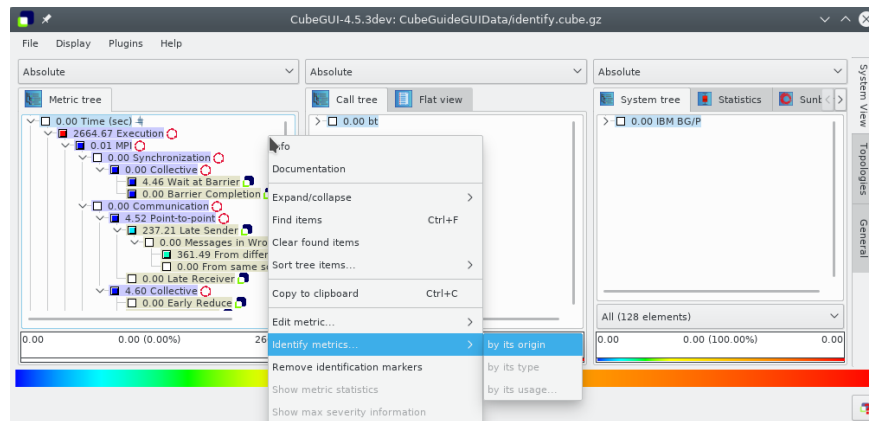 CubeGUI-4.5.3dev: CubeGuideGUIData/identify.cube.gz
File Display Plugins Help
Absolute
Absolute
Absolute
Metric tree
Call tree
Flat view
System tree
Statistics
0.00 Time (sec)
2664.67 Execution
0.01 MPI
0.00 Synchronization
0.00 Collective
4.46 Wait at Barrier
0.00 Barrier Completion
0.00 Communication
4.52 Point-to-point
237.21 Late Sender
0.00 Messages in Wro
361.49 From differ
0.00 From same
0.00 Late Receiver
4.60 Collective
0.00 Early Reduce
0.00 bt
0.00 IBM BG/P
Documentation
Expand/collapse
Find items Ctrl+F
Clear found items
Sort tree items...
Copy to clipboard Ctrl+C
Edit metric...
Identify metrics...
Remove identification markers
Show metric statistics
Show max severity information
by its origin
by its type
by its usage...
All (128 elements)
0.00 0.00 (0.00%) 26
0.00 0.00 (100.00%) 0.00
System View
Topologies
General